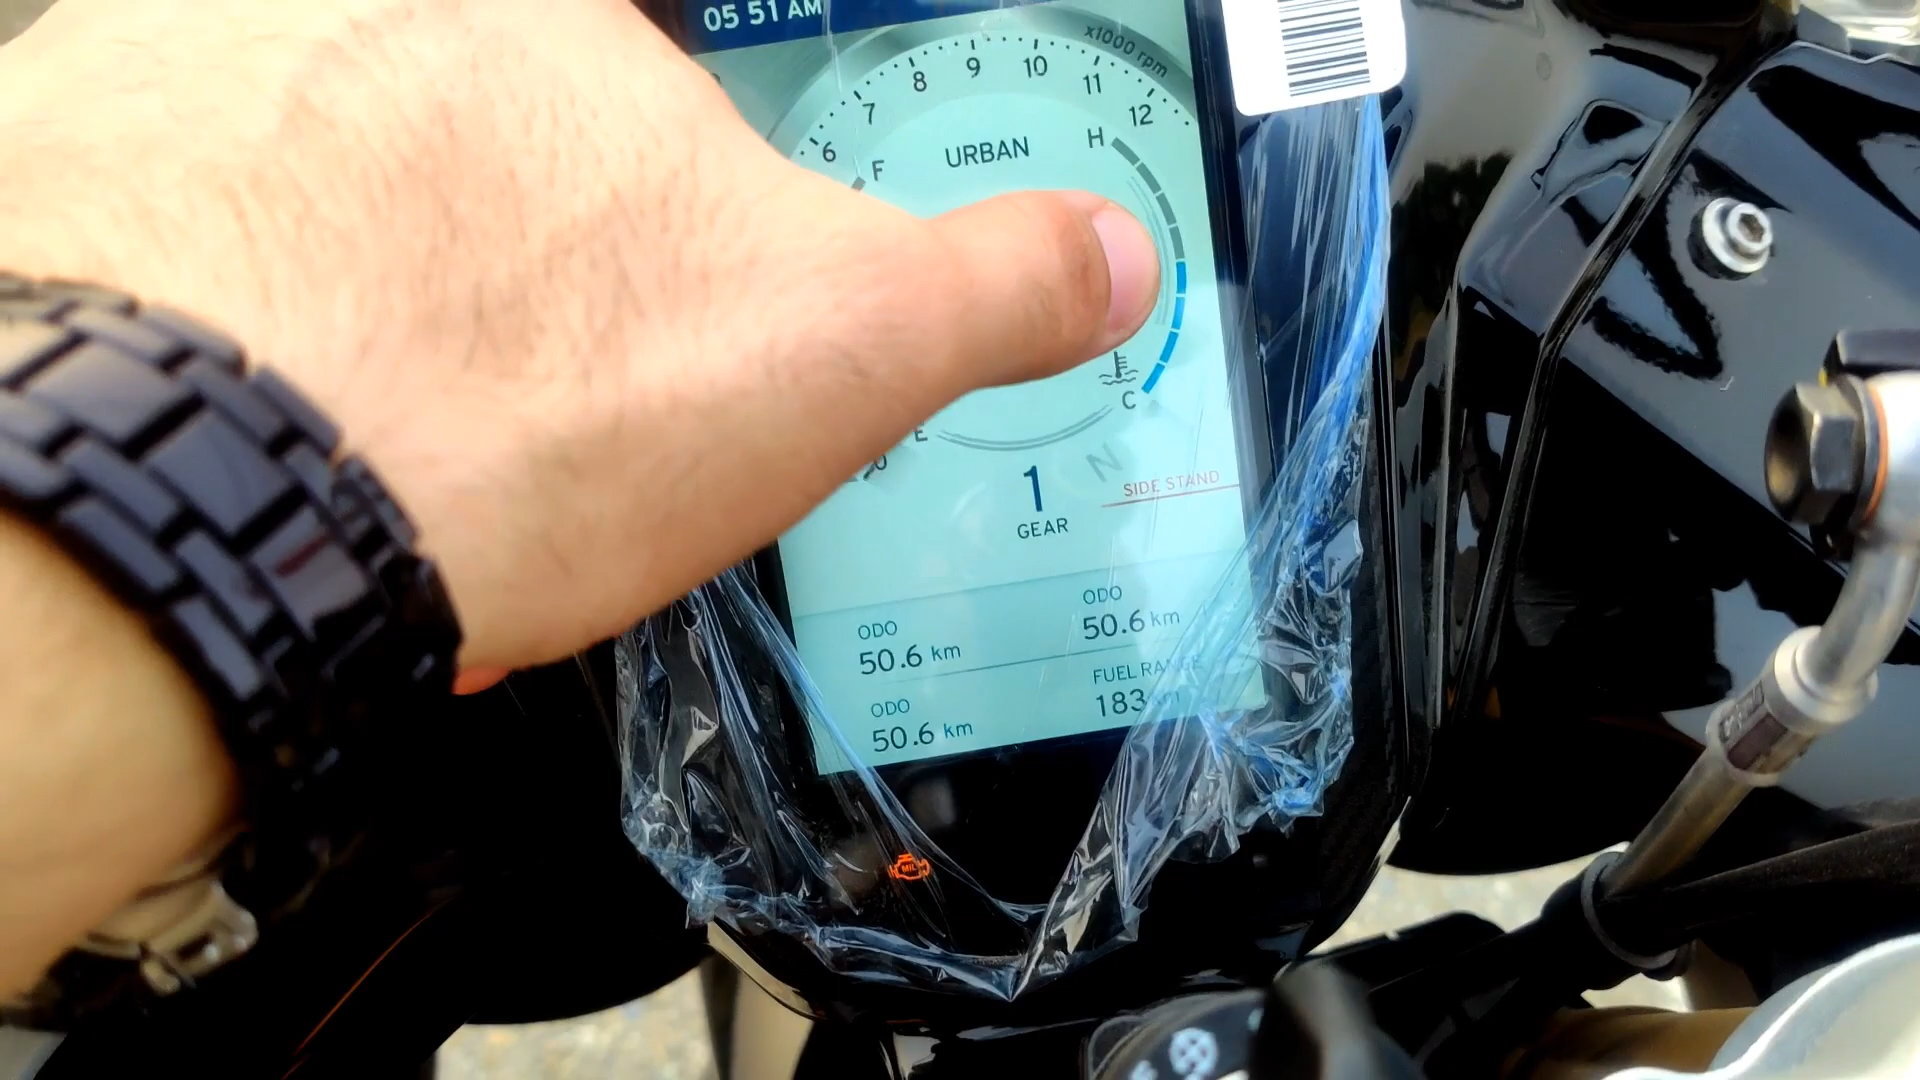 05 51 AM
x1000 rpm
6 7 8 9 10 11 12
F
URBAN
H
C
E
1
N
GEAR
SIDE STAND
ODO
50.6 km
ODO
50.6 km
ODO
50.6 km
FUEL RANGE
183
MIL